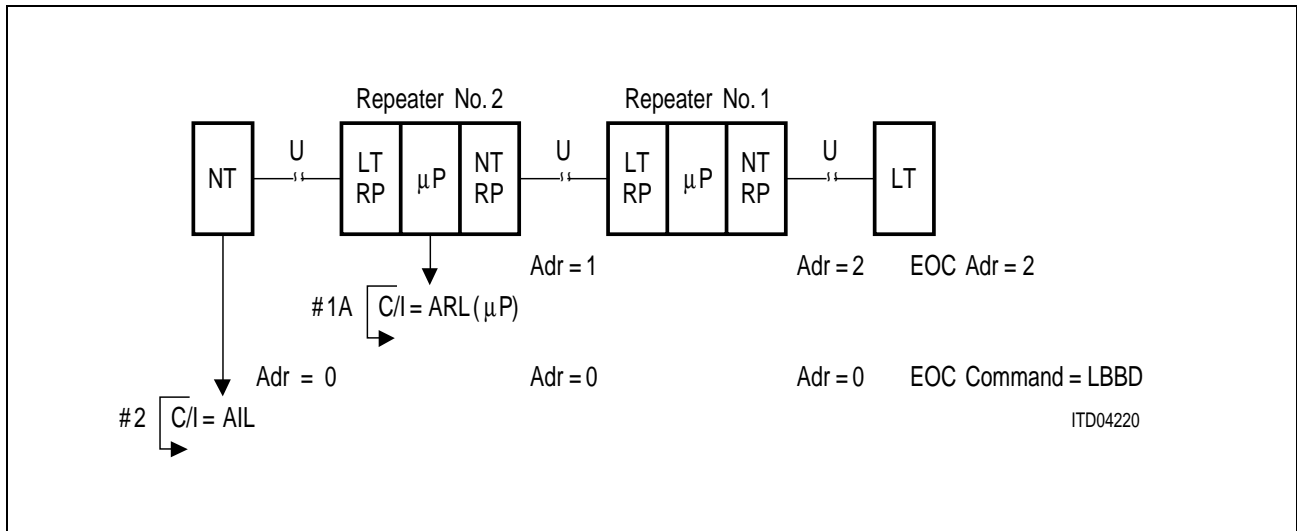 Repeater No. 2 Repeater No. 1
NT U LT RP µP NT RP U LT RP µP NT RP U LT
Adr = 1 Adr = 2 EOC Adr = 2
#1A C/I = ARL (µP)
Adr = 0 Adr = 0 Adr = 0 EOC Command = LBBD
#2 C/I = AIL
ITD04220